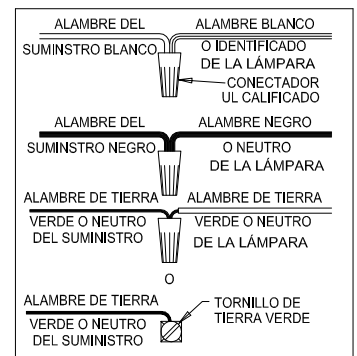 ALAMBRE DEL ALAMBRE BLANCO
SUMINISTRO BLANCO O IDENTIFICADO
DE LA LÁMPARA
CONECTADOR
UL CALIFICADO
ALAMBRE DEL ALAMBRE NEGRO
SUMINSTRO NEGRO O NEUTRO
DE LA LÁMPARA
ALAMBRE DE TIERRA ALAMBRE DE TIERRA
VERDE O NEUTRO VERDE O NEUTRO
DEL SUMINISTRO DE LA LÁMPARA
O
ALAMBRE DE TIERRA TORNILLO DE
VERDE O NEUTRO TIERRA VERDE
DEL SUMINISTRO